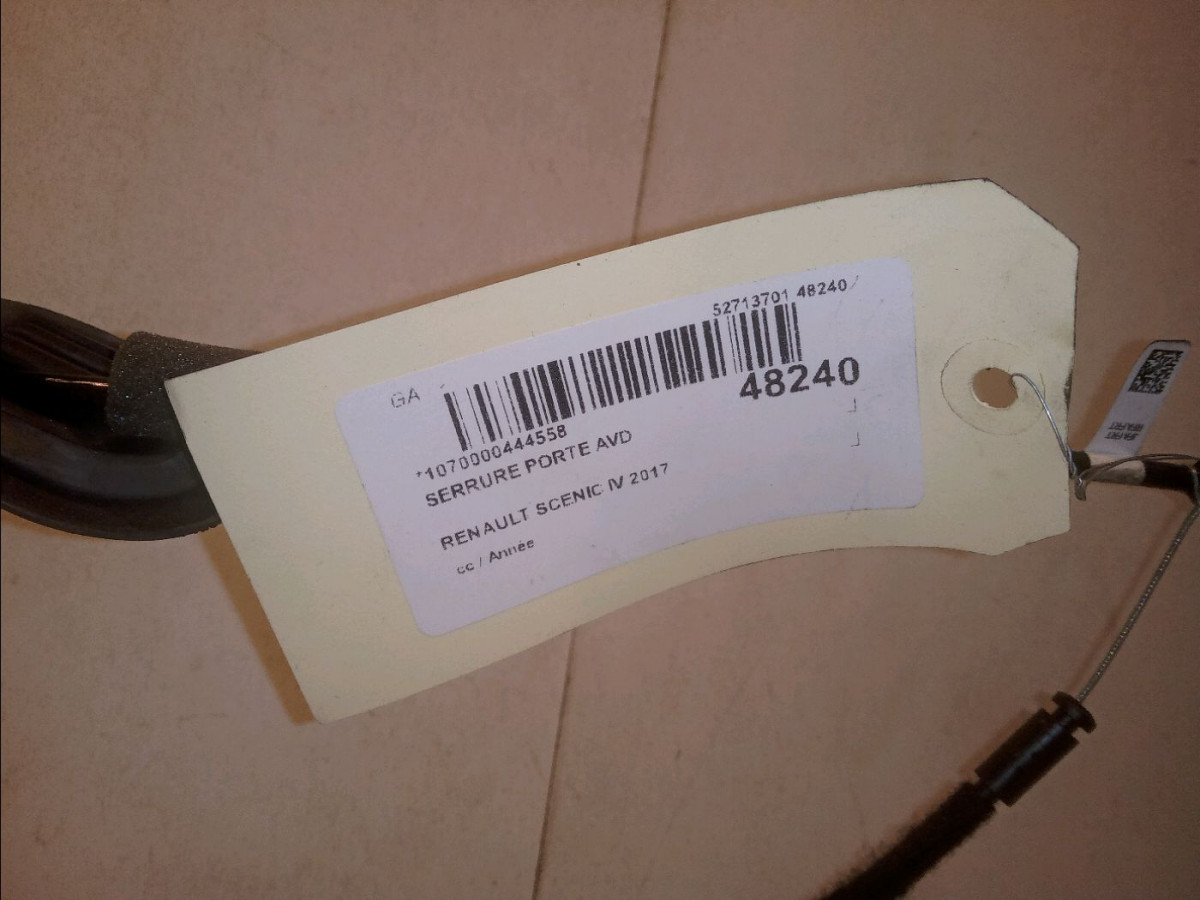 52713701 48240
GA
48240
*1070000444558
SERRURE PORTE AVD
RENAULT SCENIC IV 2017
cc / Année